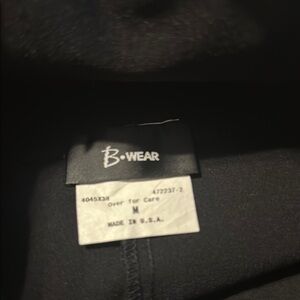 B•WEAR
4045X38 472237-2
Over for Care
M
MADE IN U.S.A.